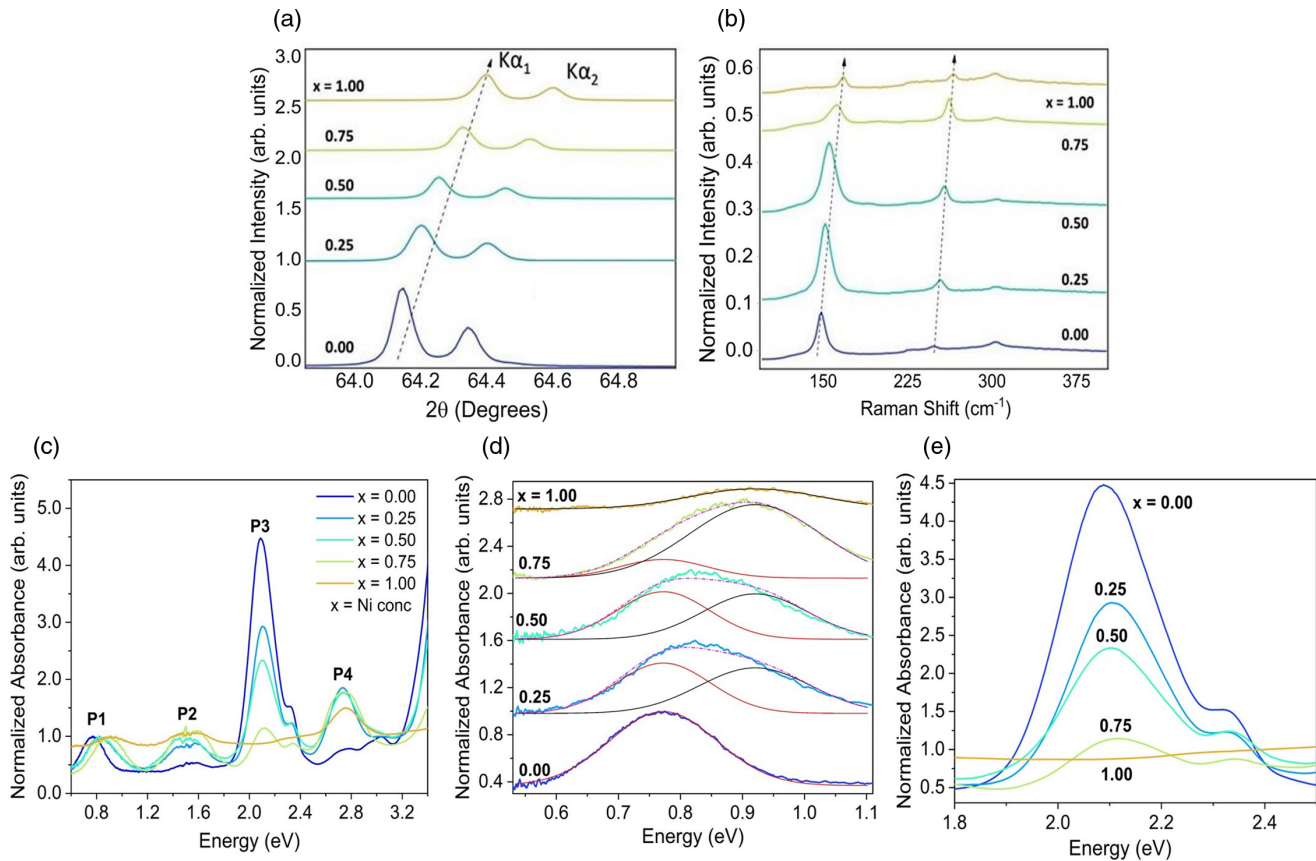 (a)
Normalized Intensity (arb. units)
3.0
2.5
2.0
1.5
1.0
0.5
0.0
Kα1
Kα2
x = 1.00
0.75
0.50
0.25
0.00
64.0
64.2
64.4
64.6
64.8
2θ (Degrees)
(b)
Normalized Intensity (arb. units)
0.6
0.5
0.4
0.3
0.2
0.1
0.0
x = 1.00
0.75
0.50
0.25
0.00
150
225
300
375
Raman Shift (cm⁻¹)
(c)
Normalized Absorbance (arb. units)
5.0
4.0
3.0
2.0
1.0
0.0
P1
P2
P3
P4
x = 0.00
x = 0.25
x = 0.50
x = 0.75
x = 1.00
x = Ni conc
0.8
1.2
1.6
2.0
2.4
2.8
3.2
Energy (eV)
(d)
Normalized Absorbance (arb. units)
2.8
2.4
2.0
1.6
1.2
0.8
0.4
x = 1.00
0.75
0.50
0.25
0.00
0.6
0.7
0.8
0.9
1.0
1.1
Energy (eV)
(e)
Normalized Absorbance (arb. units)
4.5
4.0
3.5
3.0
2.5
2.0
1.5
1.0
0.5
x = 0.00
0.25
0.50
0.75
1.00
1.8
2.0
2.2
2.4
Energy (eV)